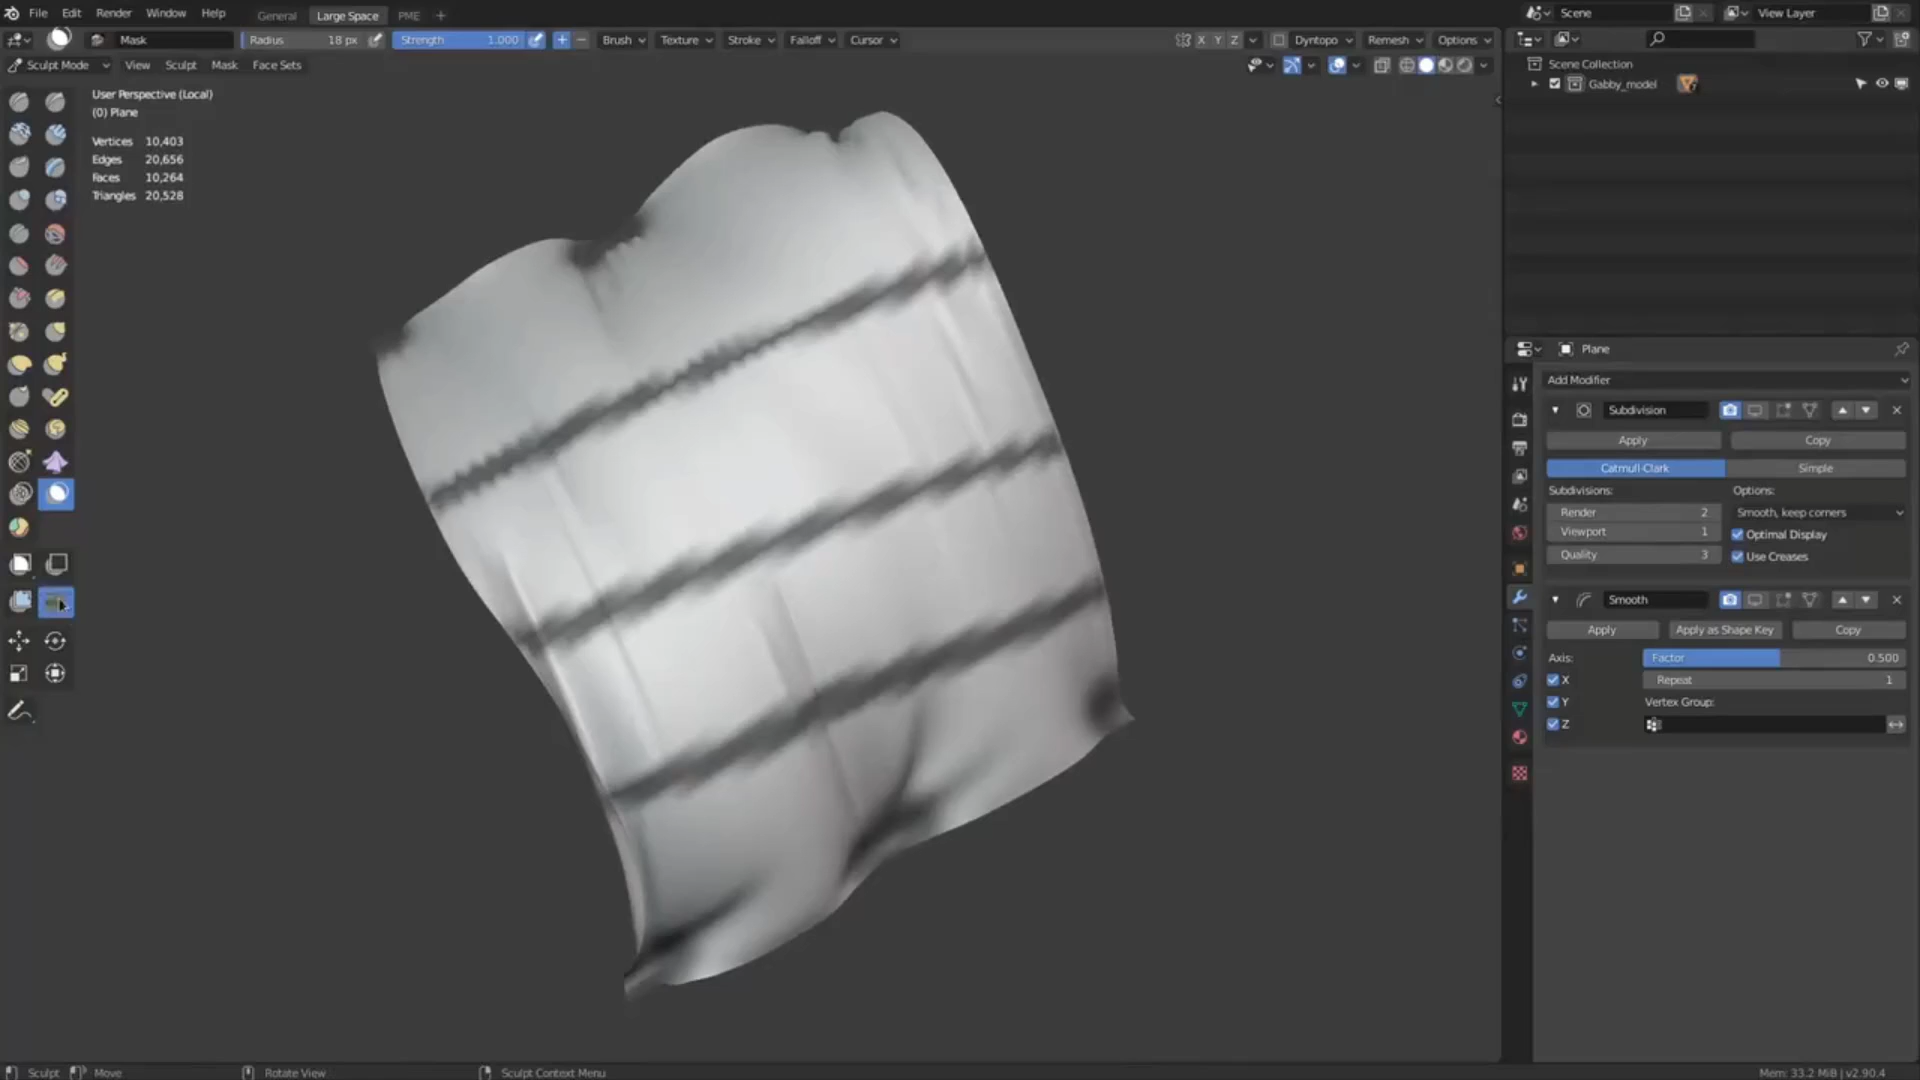 File Edit Render Window Help General Large Space PME + Scene View Layer
Mask Radius 18 px Strength 1.000 + − Brush Texture Stroke Falloff Cursor X Y Z Dyntopo Remesh Options
Sculpt Mode View Sculpt Mask Face Sets
Scene Collection
Gabby_model
User Perspective (Local)
(0) Plane
Vertices 10,403
Edges 20,656
Faces 10,264
Triangles 20,528
Plane
Add Modifier
Subdivision
Apply Copy
Catmull-Clark Simple
Subdivisions: Options:
Render 2 Smooth, keep corners
Viewport 1 Optimal Display
Quality 3 Use Creases
Smooth
Apply Apply as Shape Key Copy
Axis: Factor 0.500
X Repeat 1
Y Vertex Group:
Z
Sculpt Move Rotate View Sculpt Context Menu Mem: 33.2 MiB | v2.90.4